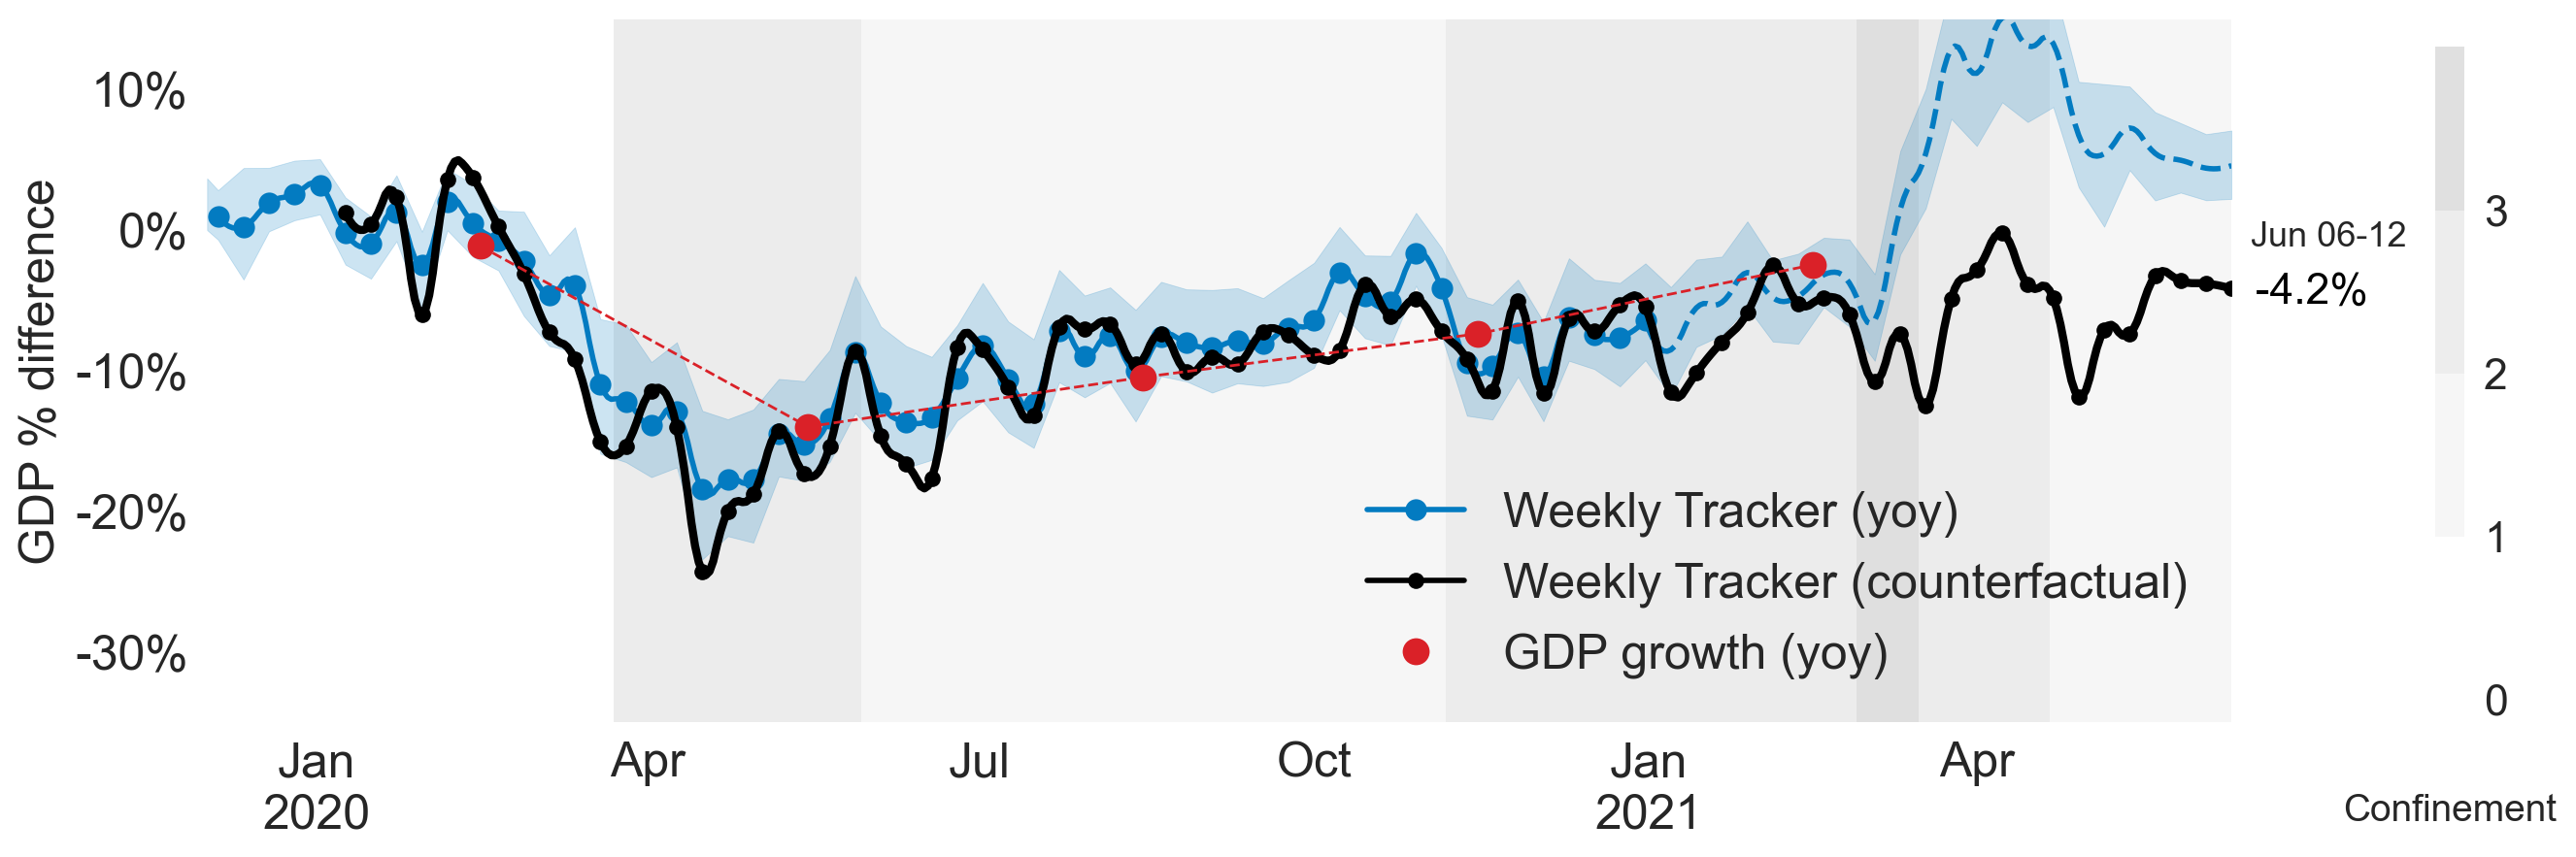 GDP % difference
10%
0%
-10%
-20%
-30%
Jan
2020
Apr
Jul
Oct
Jan
2021
Apr
Weekly Tracker (yoy)
Weekly Tracker (counterfactual)
GDP growth (yoy)
Jun 06-12
-4.2%
3
2
1
0
Confinement